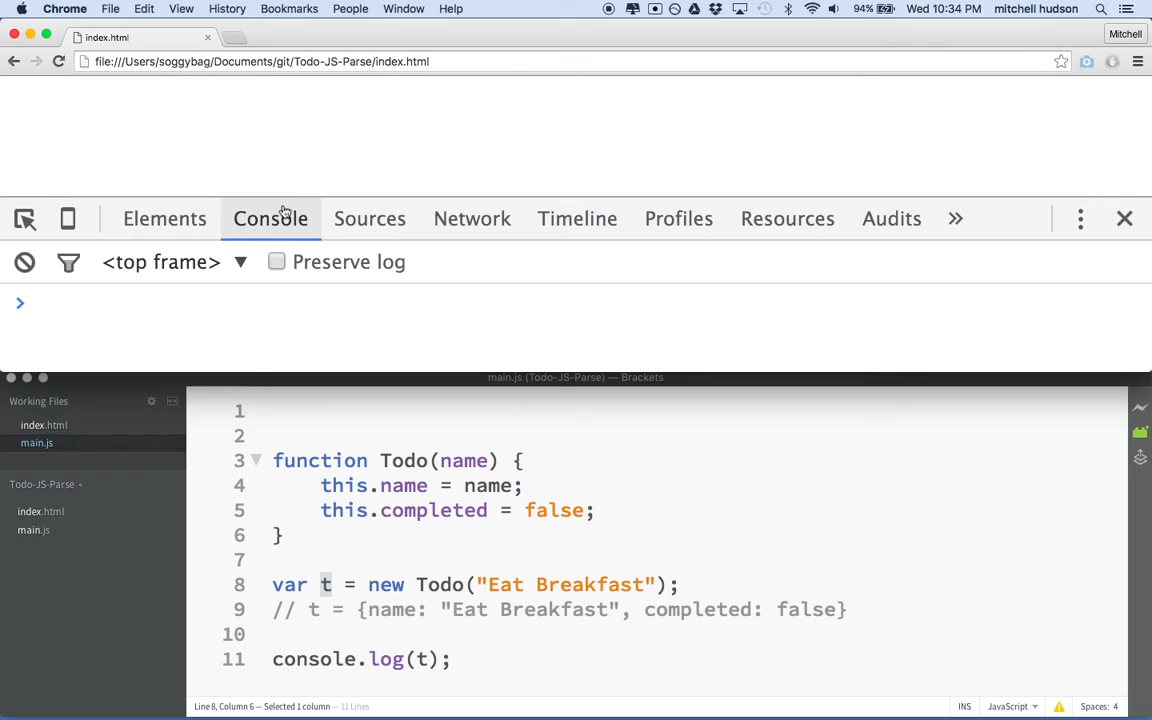 Chrome File Edit View History Bookmarks People Window Help 94% Wed 10:34 PM mitchell hudson
index.html Mitchell
file:///Users/soggybag/Documents/git/Todo-JS-Parse/index.html
Elements Console Sources Network Timeline Profiles Resources Audits »
<top frame> ▼ Preserve log
>
main.js (Todo-JS-Parse) — Brackets
Working Files
index.html
main.js
Todo-JS-Parse
index.html
main.js
1
2
3 function Todo(name) {
4 this.name = name;
5 this.completed = false;
6 }
7
8 var t = new Todo("Eat Breakfast");
9 // t = {name: "Eat Breakfast", completed: false}
10
11 console.log(t);
Line 8, Column 6 — Selected 1 column — 11 Lines INS JavaScript Spaces: 4